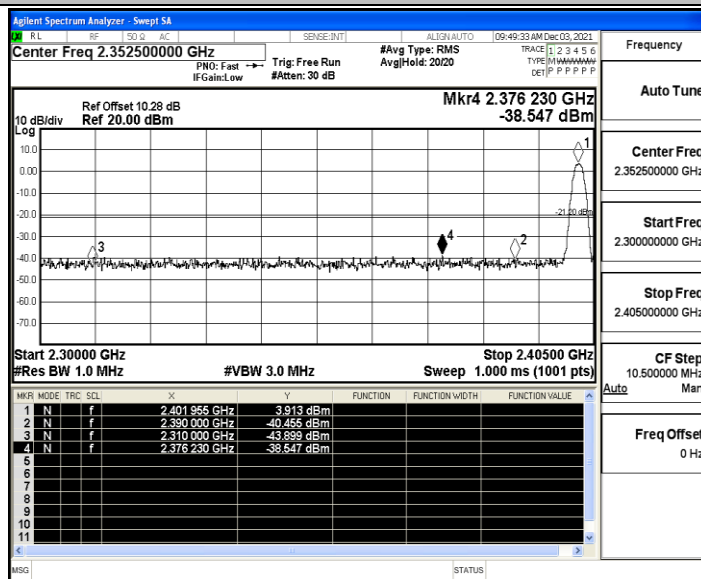 Agilent Spectrum Analyzer - Swept SA
RL RF 50 Ω AC SENSE:INT ALIGN AUTO 09:49:33 AM Dec 03, 2021
Center Freq 2.352500000 GHz
PNO: Fast
IFGain:Low
Trig: Free Run
#Atten: 30 dB
#Avg Type: RMS
Avg|Hold: 20/20
TRACE 1 2 3 4 5 6
TYPE MWWWWW
DET P P P P P P
Mkr4 2.376 230 GHz
-38.547 dBm
Ref Offset 10.28 dB
10 dB/div Ref 20.00 dBm
Log
10.0
0.00
-10.0
-20.0
-30.0
-40.0
-50.0
-60.0
-70.0
1
-21.20 dBm
3
4
2
Start 2.30000 GHz Stop 2.40500 GHz
#Res BW 1.0 MHz #VBW 3.0 MHz Sweep 1.000 ms (1001 pts)
MKR MODE TRC SCL X Y FUNCTION FUNCTION WIDTH FUNCTION VALUE
1 N f 2.401 955 GHz 3.913 dBm
2 N f 2.390 000 GHz -40.455 dBm
3 N f 2.310 000 GHz -43.899 dBm
4 N f 2.376 230 GHz -38.547 dBm
5
6
7
8
9
10
11
MSG STATUS
Frequency
Auto Tune
Center Freq
2.352500000 GHz
Start Freq
2.300000000 GHz
Stop Freq
2.405000000 GHz
CF Step
10.500000 MHz
Auto Man
Freq Offset
0 Hz